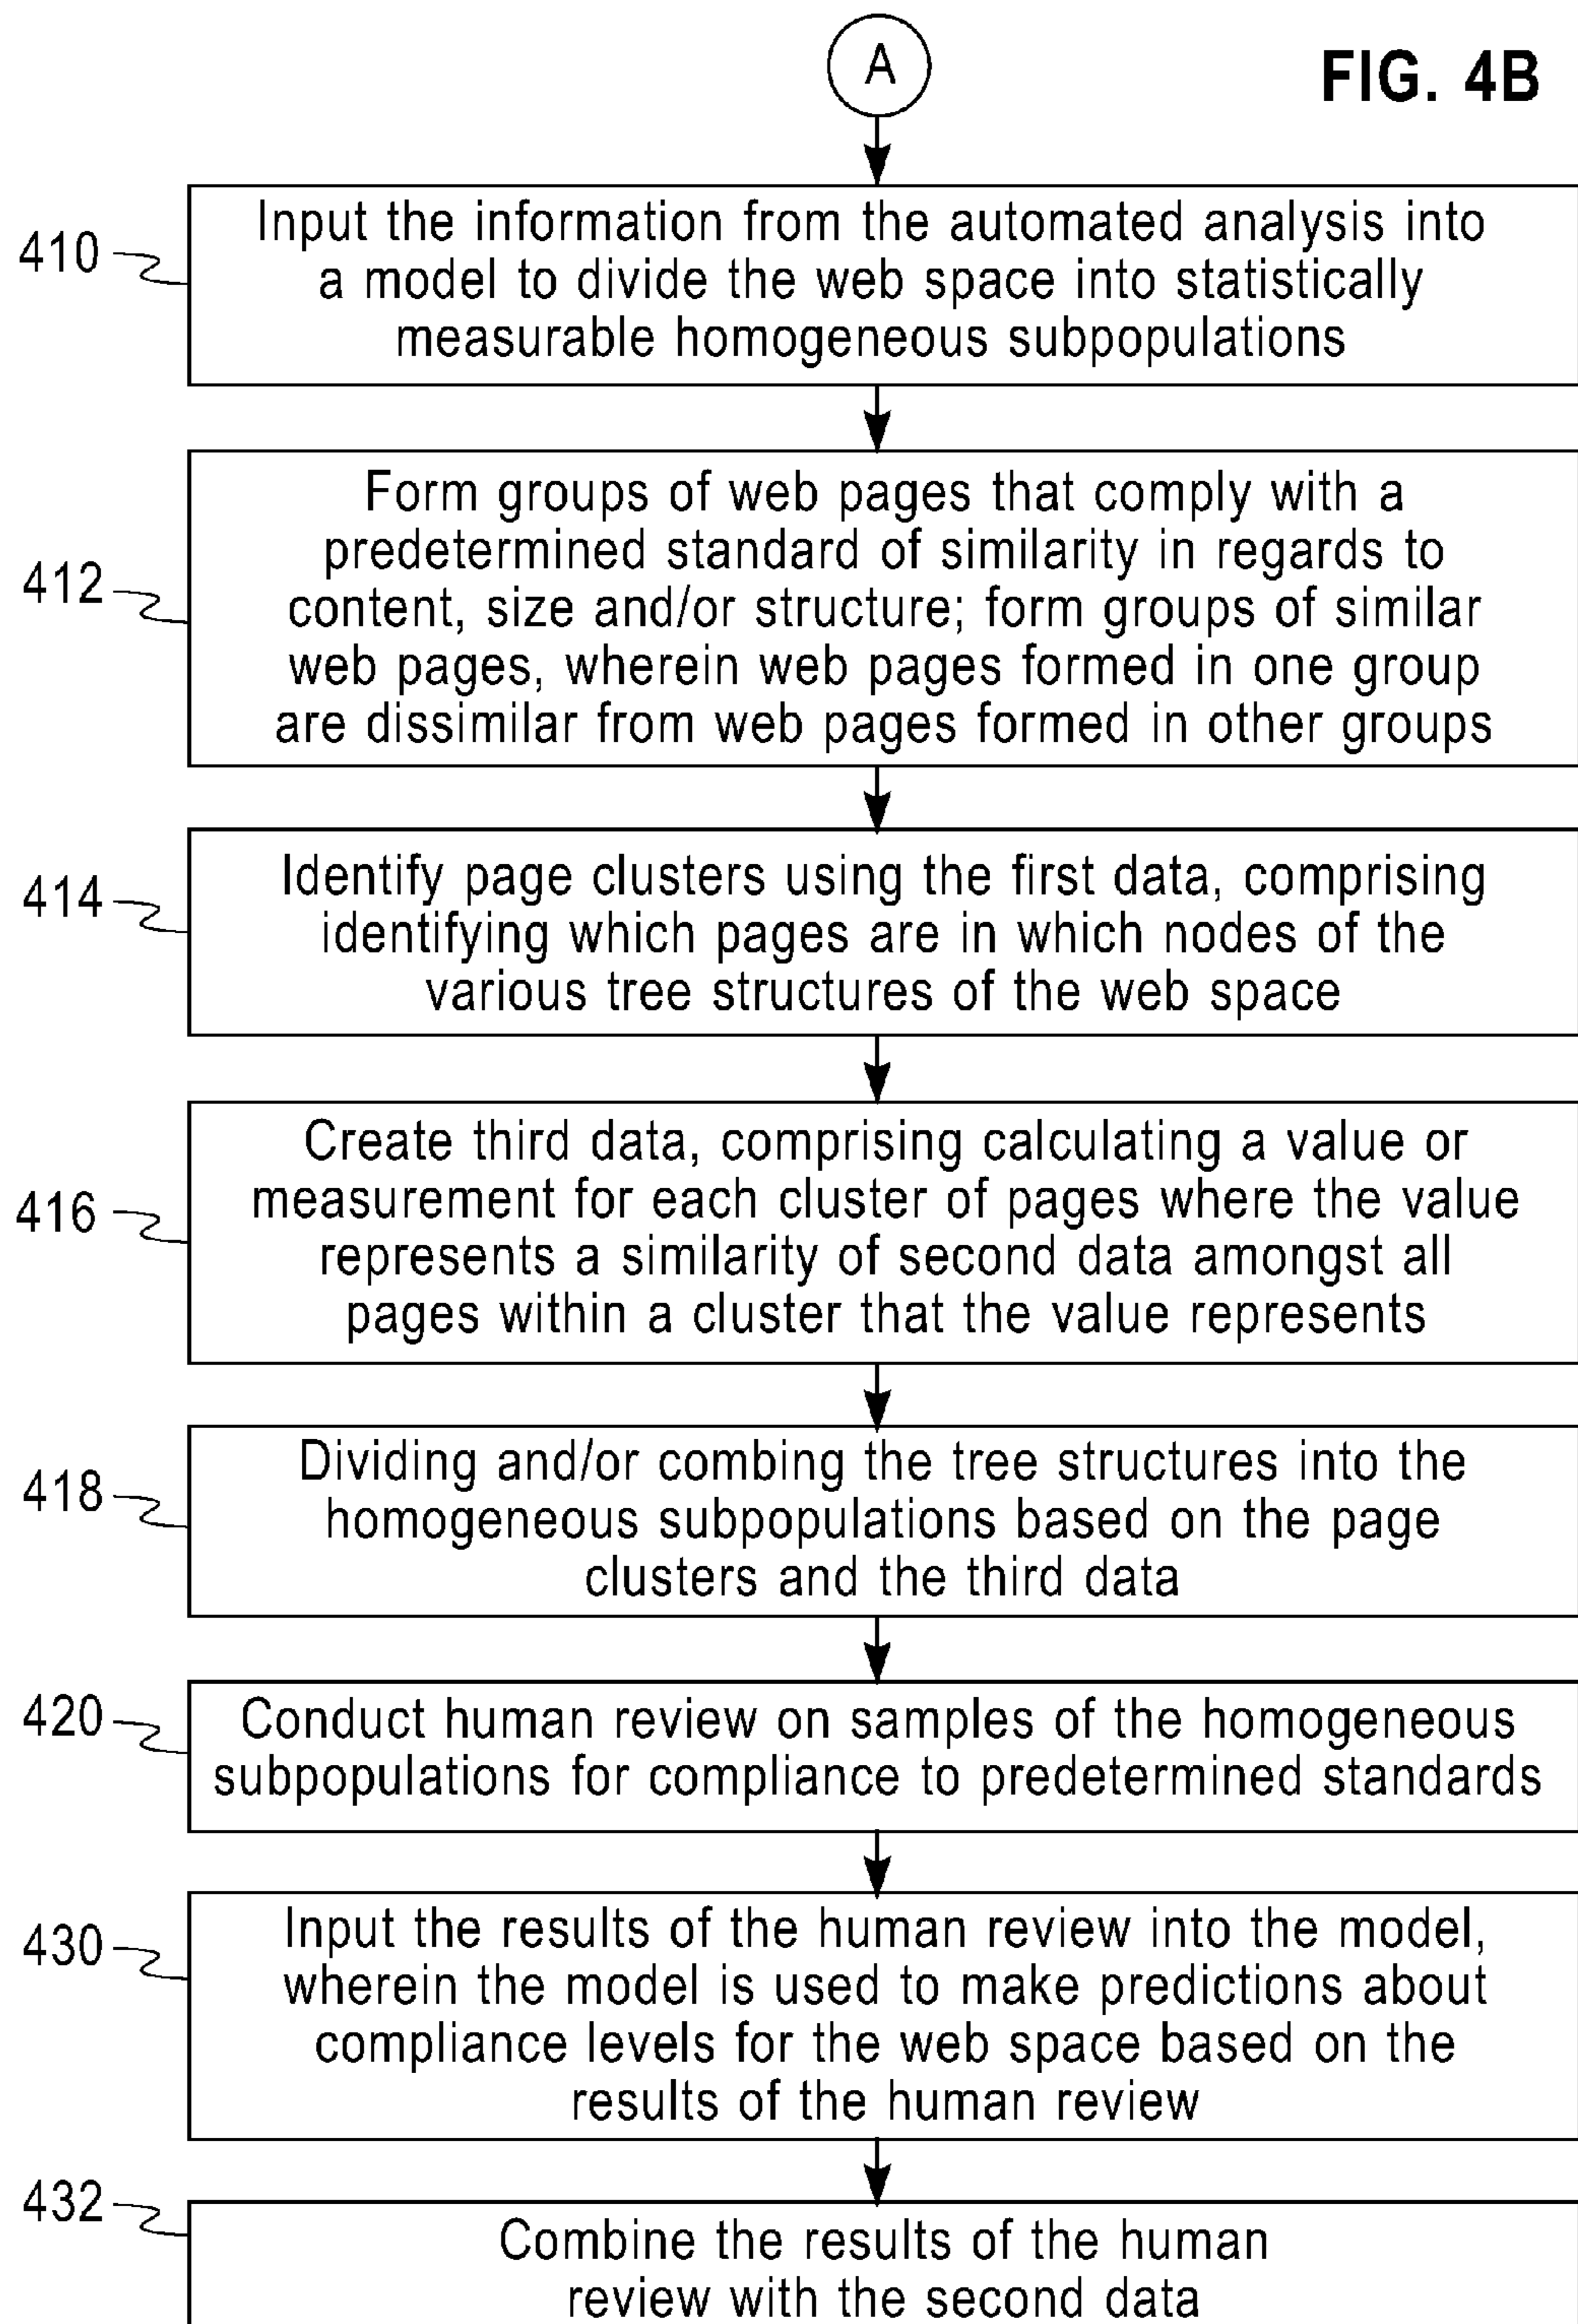 A
FIG. 4B
410
Input the information from the automated analysis into
a model to divide the web space into statistically
measurable homogeneous subpopulations
412
Form groups of web pages that comply with a
predetermined standard of similarity in regards to
content, size and/or structure; form groups of similar
web pages, wherein web pages formed in one group
are dissimilar from web pages formed in other groups
414
Identify page clusters using the first data, comprising
identifying which pages are in which nodes of the
various tree structures of the web space
416
Create third data, comprising calculating a value or
measurement for each cluster of pages where the value
represents a similarity of second data amongst all
pages within a cluster that the value represents
418
Dividing and/or combing the tree structures into the
homogeneous subpopulations based on the page
clusters and the third data
420
Conduct human review on samples of the homogeneous
subpopulations for compliance to predetermined standards
430
Input the results of the human review into the model,
wherein the model is used to make predictions about
compliance levels for the web space based on the
results of the human review
432
Combine the results of the human
review with the second data